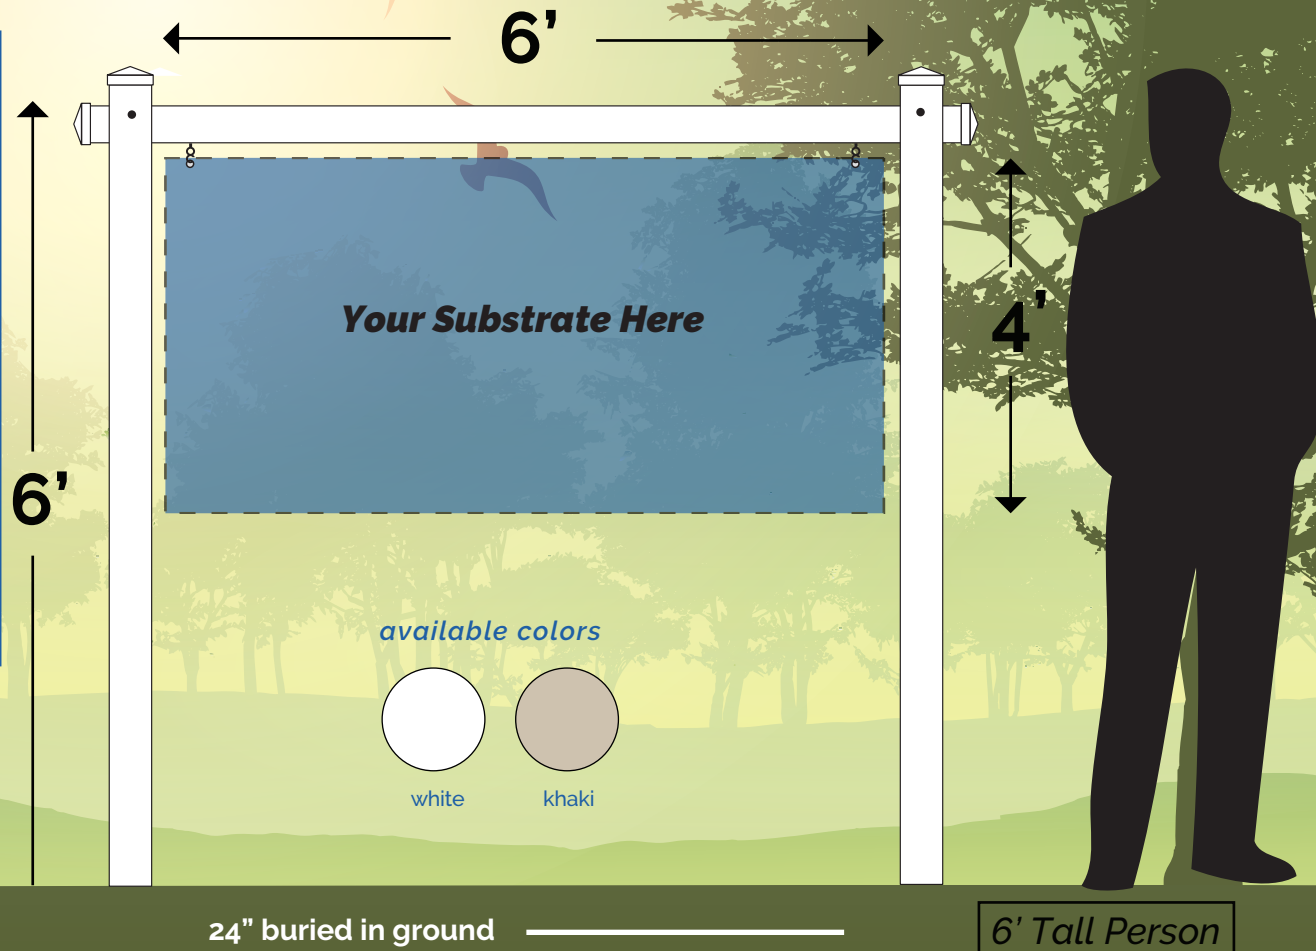 6’
6’
4’
Your Substrate Here
available colors
white
khaki
24” buried in ground
6’ Tall Person